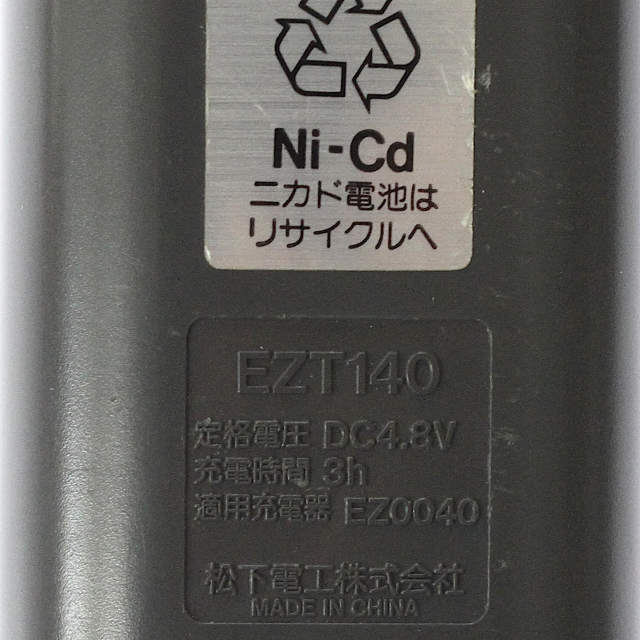 Ni-Cd
ニカド電池は
リサイクルへ
EZT140
定格電圧 DC4.8V
充電時間 3h
適用充電器 EZ0040
松下電工株式会社
MADE IN CHINA